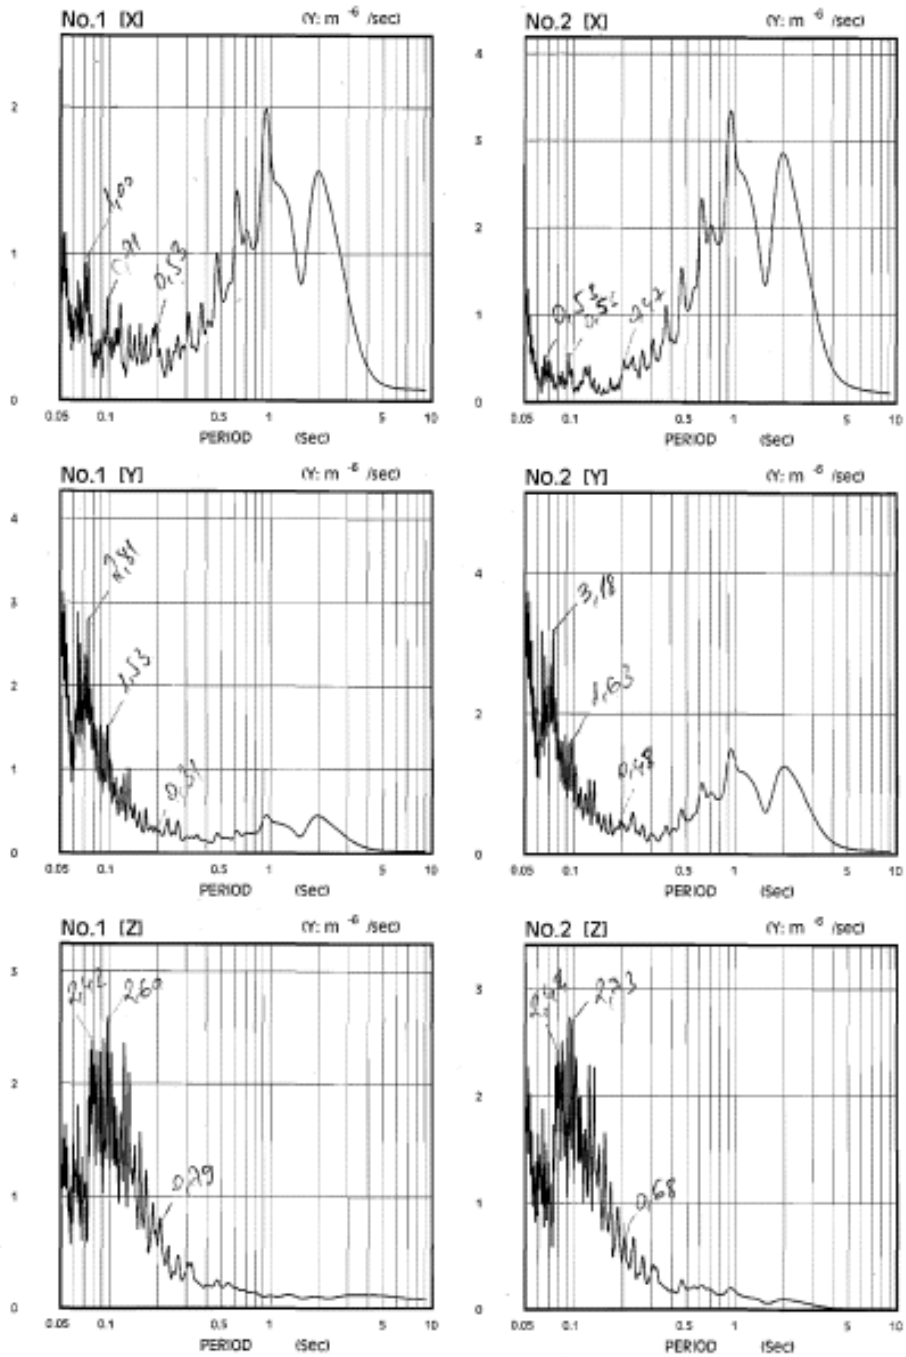 No.1 [X] (Y: m -6 /sec)
2
1,00
0,71
0,53
1
0
0.05 0.1 0.5 1 5 10
PERIOD (Sec)
No.2 [X] (Y: m -6 /sec)
4
3
2
0,53
0,47
1
0
0.05 0.1 0.5 1 5 10
PERIOD (Sec)
No.1 [Y] (Y: m -6 /sec)
4
2,81
3
1,53
2
1
0,31
0
0.05 0.1 0.5 1 5 10
PERIOD (Sec)
No.2 [Y] (Y: m -6 /sec)
4
3,18
1,63
2
0,48
0
0.05 0.1 0.5 1 5 10
PERIOD (Sec)
No.1 [Z] (Y: m -6 /sec)
3
2,42 2,60
2
0,79
1
0
0.05 0.1 0.5 1 5 10
PERIOD (Sec)
No.2 [Z] (Y: m -6 /sec)
3
2,42 2,73
2
0,68
1
0
0.05 0.1 0.5 1 5 10
PERIOD (Sec)